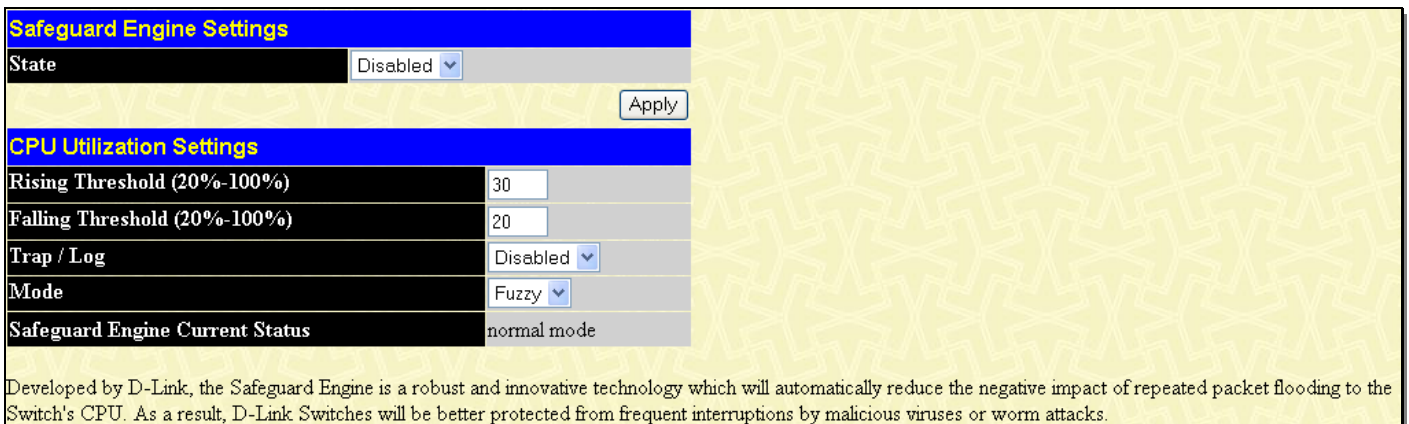 Safeguard Engine Settings
State Disabled
Apply
CPU Utilization Settings
Rising Threshold (20%-100%) 30
Falling Threshold (20%-100%) 20
Trap / Log Disabled
Mode Fuzzy
Safeguard Engine Current Status normal mode
Developed by D-Link, the Safeguard Engine is a robust and innovative technology which will automatically reduce the negative impact of repeated packet flooding to the
Switch's CPU. As a result, D-Link Switches will be better protected from frequent interruptions by malicious viruses or worm attacks.